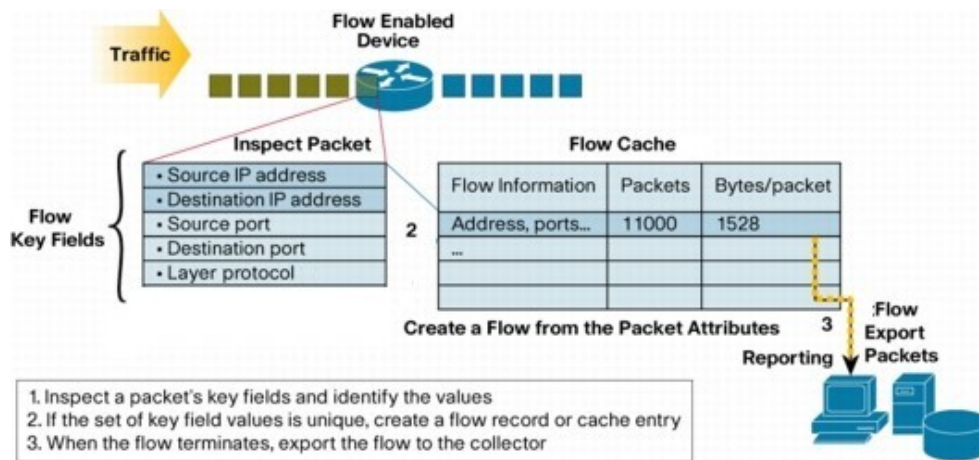 Flow Enabled
Device
Traffic
Inspect Packet
Flow Cache
Flow
Key Fields
• Source IP address
• Destination IP address
• Source port
• Destination port
• Layer protocol
2
Flow Information Packets Bytes/packet
Address, ports... 11000 1528
...
Create a Flow from the Packet Attributes
3
:Flow
Export
Packets
Reporting
1. Inspect a packet's key fields and identify the values
2. If the set of key field values is unique, create a flow record or cache entry
3. When the flow terminates, export the flow to the collector